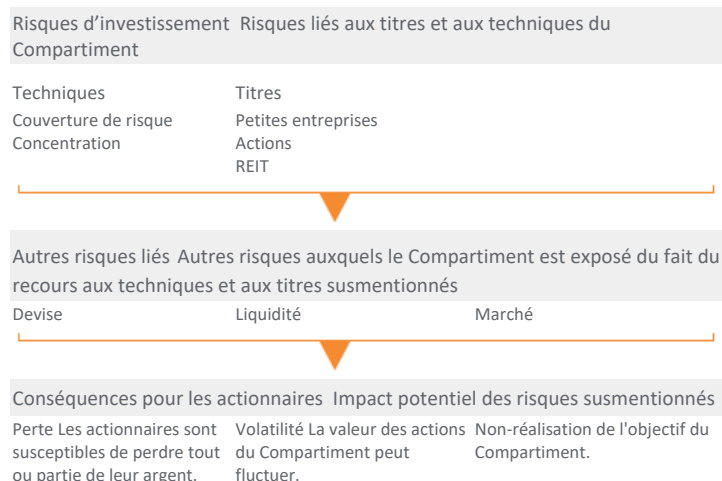 Risques d’investissement Risques liés aux titres et aux techniques du
Compartiment
Techniques
Couverture de risque
Concentration
Titres
Petites entreprises
Actions
REIT
Autres risques liés Autres risques auxquels le Compartiment est exposé du fait du
recours aux techniques et aux titres susmentionnés
Devise
Liquidité
Marché
Conséquences pour les actionnaires Impact potentiel des risques susmentionnés
Perte Les actionnaires sont
susceptibles de perdre tout
ou partie de leur argent.
Volatilité La valeur des actions
du Compartiment peut
fluctuer.
Non-réalisation de l'objectif du
Compartiment.